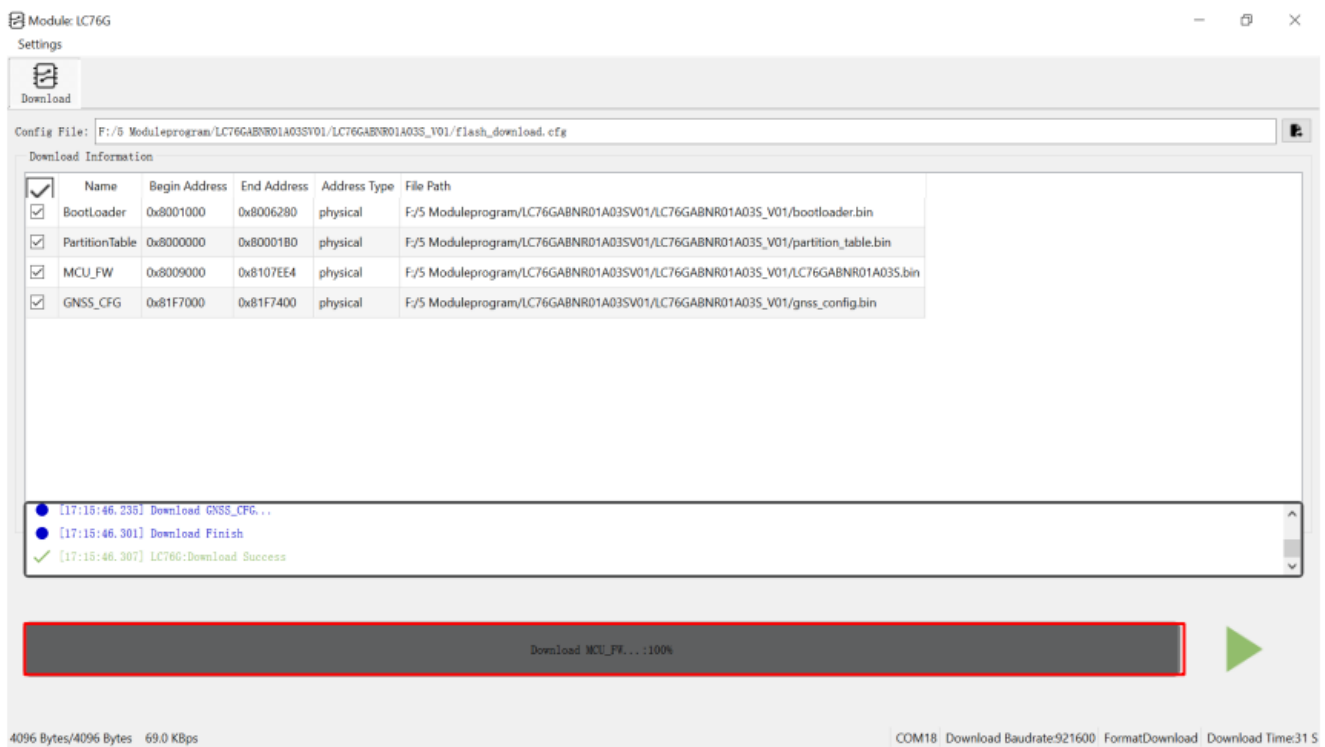 Module: LC76G
Settings
Download
Config File: F:/5 Moduleprogram/LC76GABNR01A03SV01/LC76GABNR01A03S_V01/flash_download.cfg
Download Information
Name Begin Address End Address Address Type File Path
BootLoader 0x8001000 0x8006280 physical F:/5 Moduleprogram/LC76GABNR01A03SV01/LC76GABNR01A03S_V01/bootloader.bin
PartitionTable 0x8000000 0x80001B0 physical F:/5 Moduleprogram/LC76GABNR01A03SV01/LC76GABNR01A03S_V01/partition_table.bin
MCU_FW 0x8009000 0x8107EE4 physical F:/5 Moduleprogram/LC76GABNR01A03SV01/LC76GABNR01A03S_V01/LC76GABNR01A03S.bin
GNSS_CFG 0x81F7000 0x81F7400 physical F:/5 Moduleprogram/LC76GABNR01A03SV01/LC76GABNR01A03S_V01/gnss_config.bin
[17:15:46.235] Download GNSS_CFG...
[17:15:46.301] Download Finish
[17:15:46.307] LC76G:Download Success
Download MCU_FW...:100%
4096 Bytes/4096 Bytes 69.0 KBps COM18 Download Baudrate:921600 FormatDownload Download Time:31 S